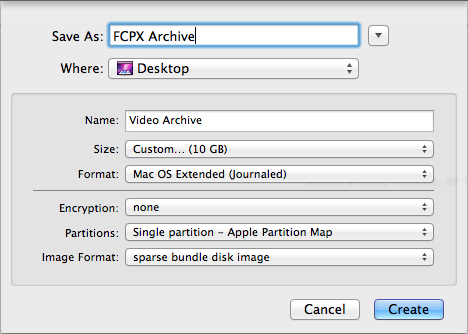 Save As: FCPX Archive
Where: Desktop
Name: Video Archive
Size: Custom... (10 GB)
Format: Mac OS Extended (Journaled)
Encryption: none
Partitions: Single partition – Apple Partition Map
Image Format: sparse bundle disk image
Cancel Create